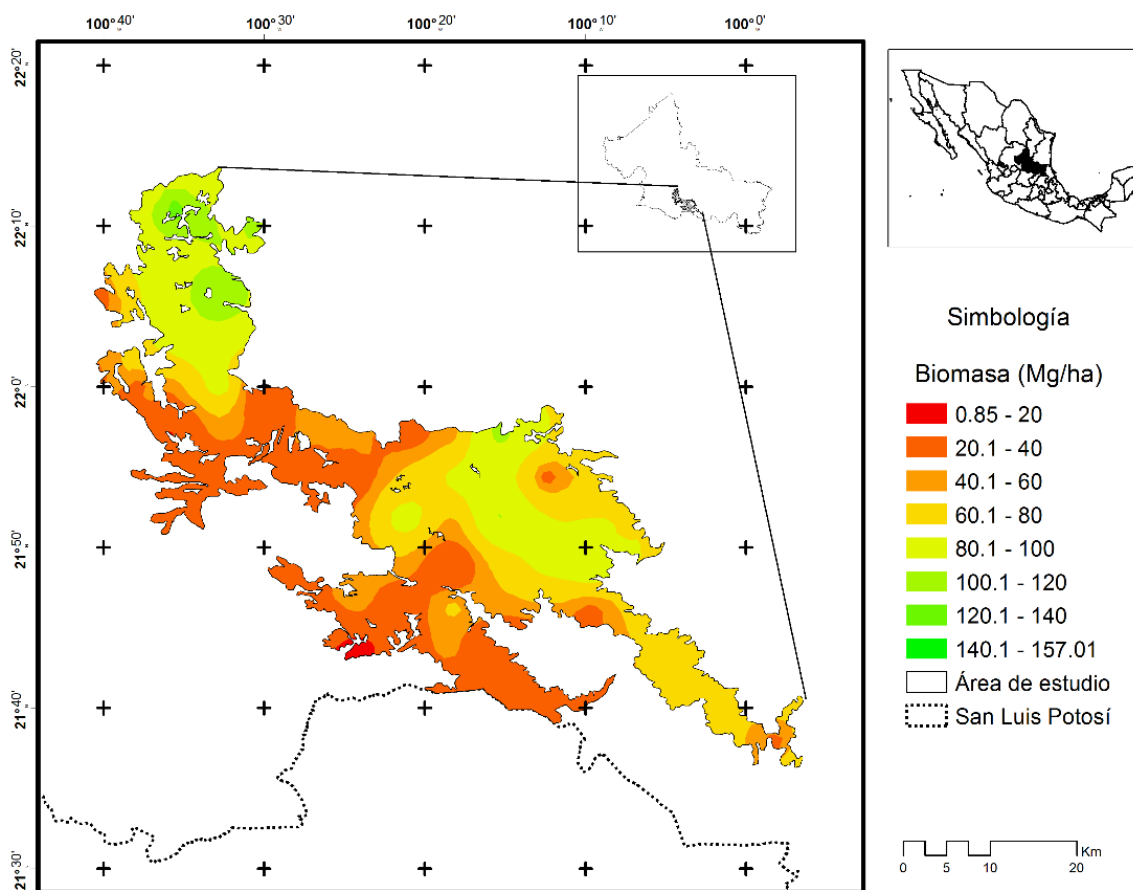 100°40' 100°30' 100°20' 100°10' 100°0'
22°20'
22°10'
22°0'
21°50'
21°40'
21°30'
Simbología
Biomasa (Mg/ha)
0.85 - 20
20.1 - 40
40.1 - 60
60.1 - 80
80.1 - 100
100.1 - 120
120.1 - 140
140.1 - 157.01
Área de estudio
San Luis Potosí
Km
0 5 10 20